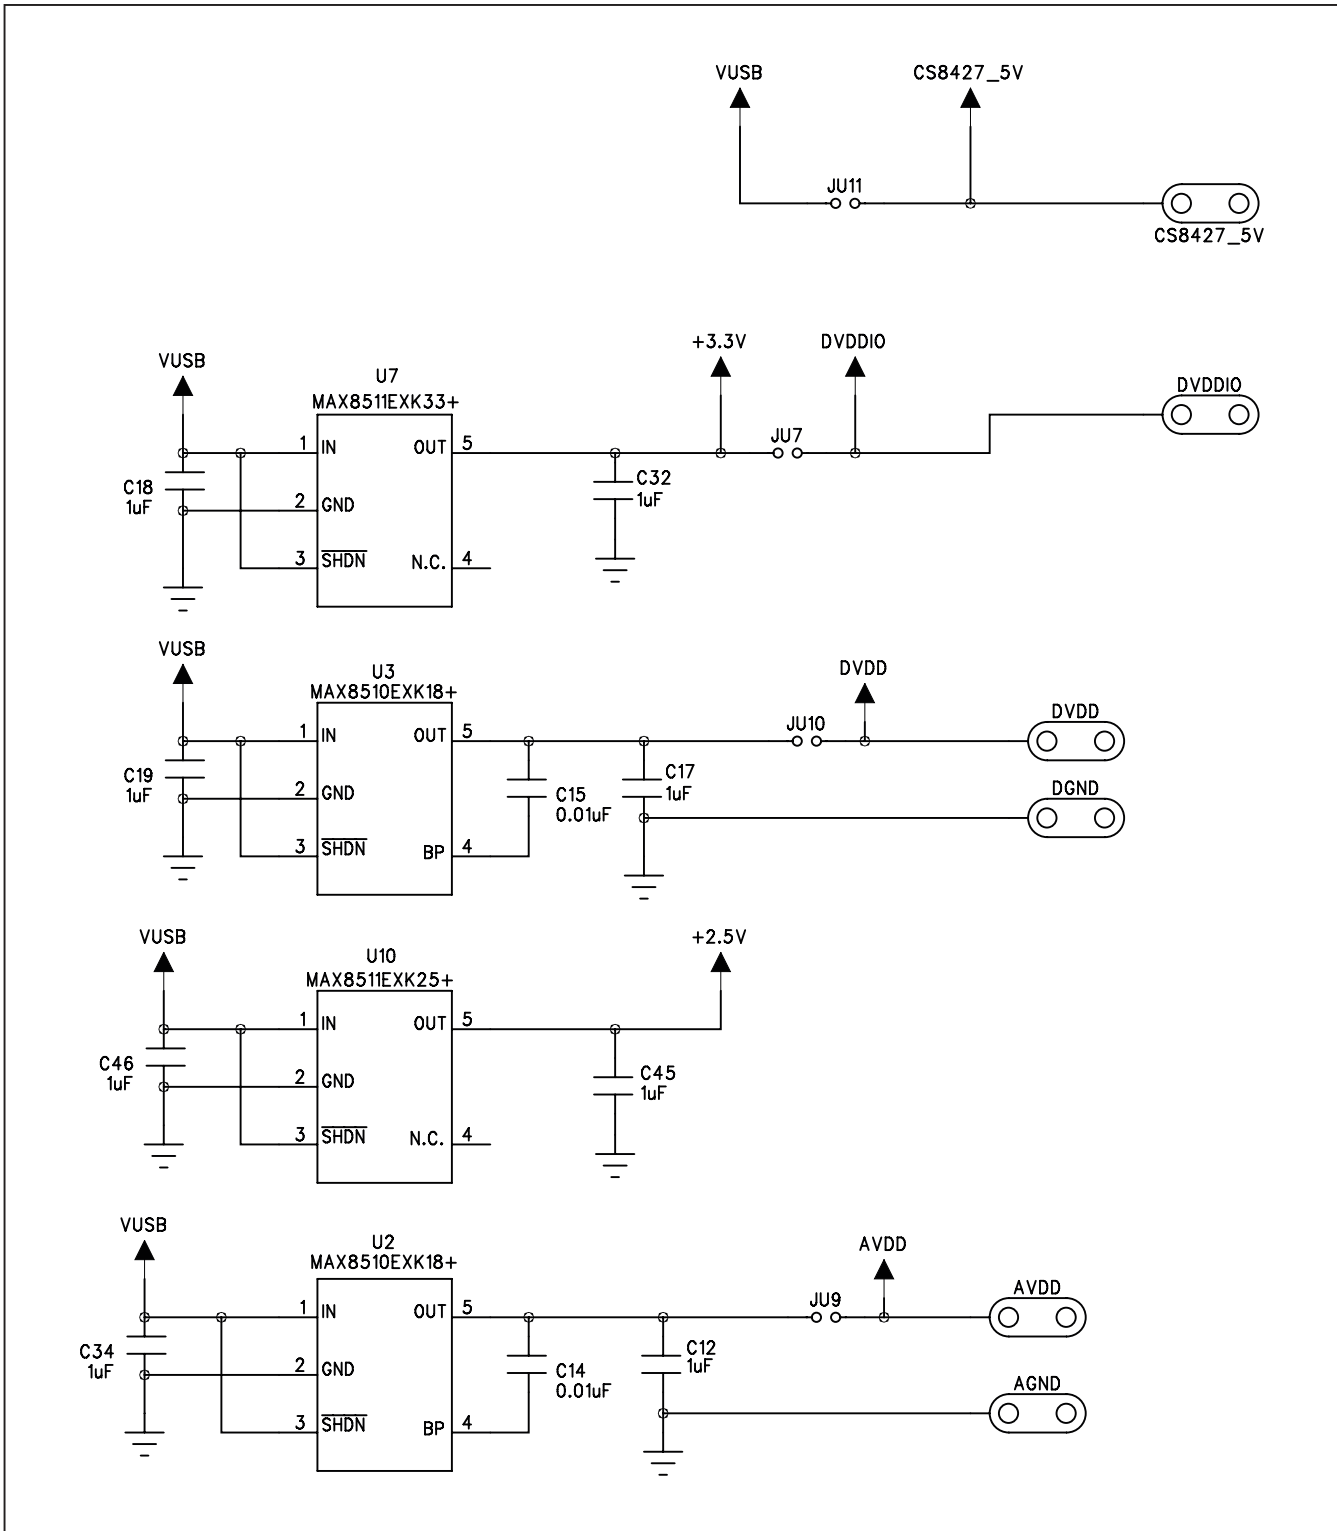 VUSB
CS8427_5V
JU11
CS8427_5V
VUSB
U7
MAX8511EXK33+
+3.3V
DVDDIO
DVDDIO
1 IN
OUT 5
JU7
C18
1uF
2 GND
C32
1uF
3 SHDN
N.C. 4
VUSB
U3
MAX8510EXK18+
DVDD
DVDD
1 IN
OUT 5
JU10
C19
1uF
2 GND
C15
0.01uF
C17
1uF
DGND
3 SHDN
BP 4
VUSB
U10
MAX8511EXK25+
+2.5V
1 IN
OUT 5
C46
1uF
2 GND
C45
1uF
3 SHDN
N.C. 4
VUSB
U2
MAX8510EXK18+
AVDD
AVDD
1 IN
OUT 5
JU9
C34
1uF
2 GND
C14
0.01uF
C12
1uF
AGND
3 SHDN
BP 4